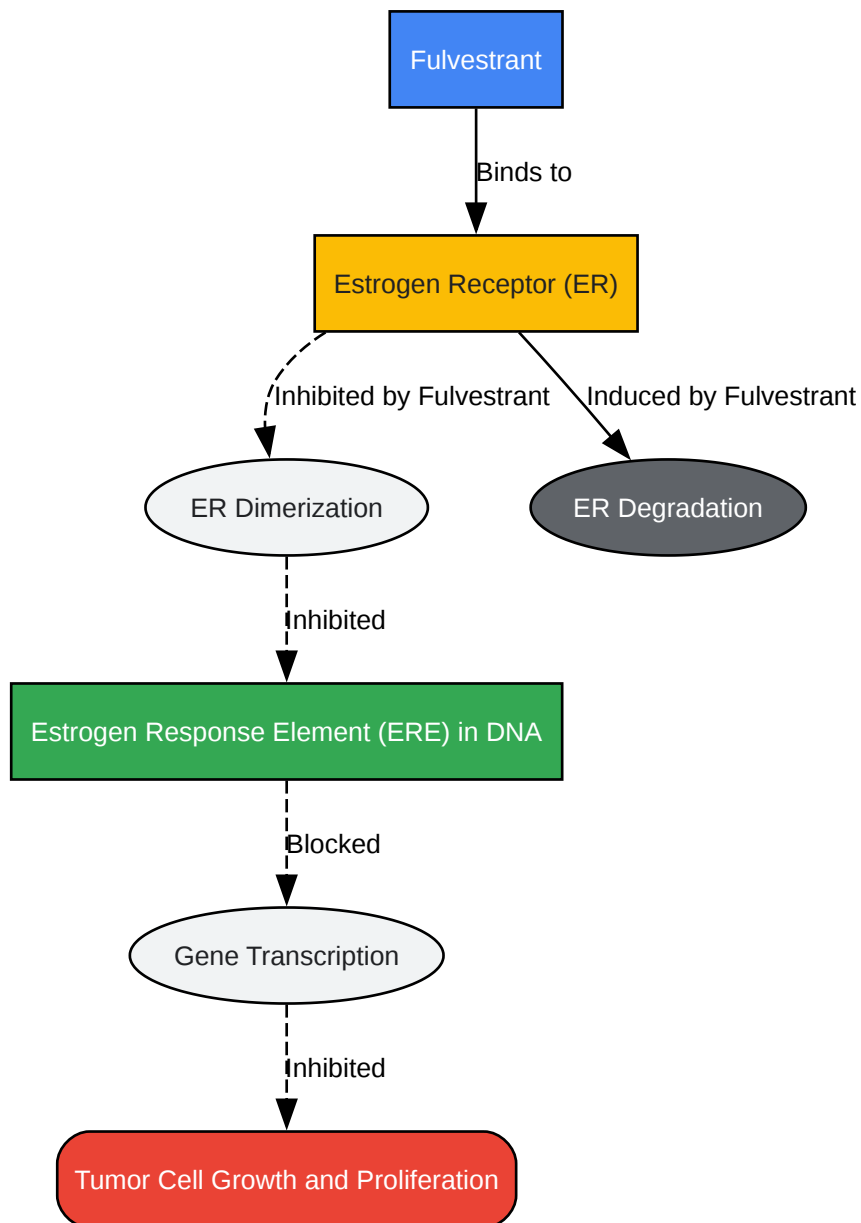 Fulvestrant
Binds to
Estrogen Receptor (ER)
Inhibited by Fulvestrant
Induced by Fulvestrant
ER Dimerization
ER Degradation
Inhibited
Estrogen Response Element (ERE) in DNA
Blocked
Gene Transcription
Inhibited
Tumor Cell Growth and Proliferation